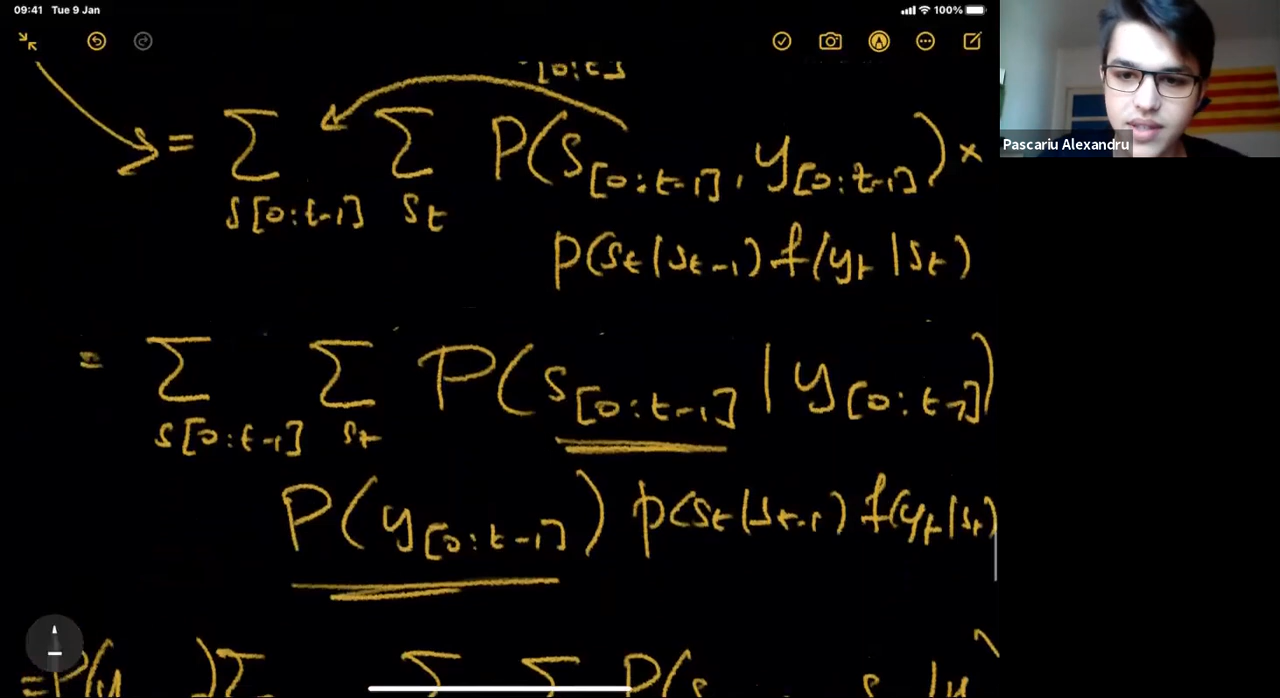 09:41 Tue 9 Jan
100%
Pascariu Alexandru
[0:t]
= Σ Σ P(s[0:t-1], y[0:t-1]) ×
s[0:t-1] st
p(st|st-1) f(yt|st)
= Σ Σ P(s[0:t-1] | y[0:t-1])
s[0:t-1] st
P(y[0:t-1]) p(st|st-1) f(yt|st)
=P(y ) Σ Σ Σ P(s s |y